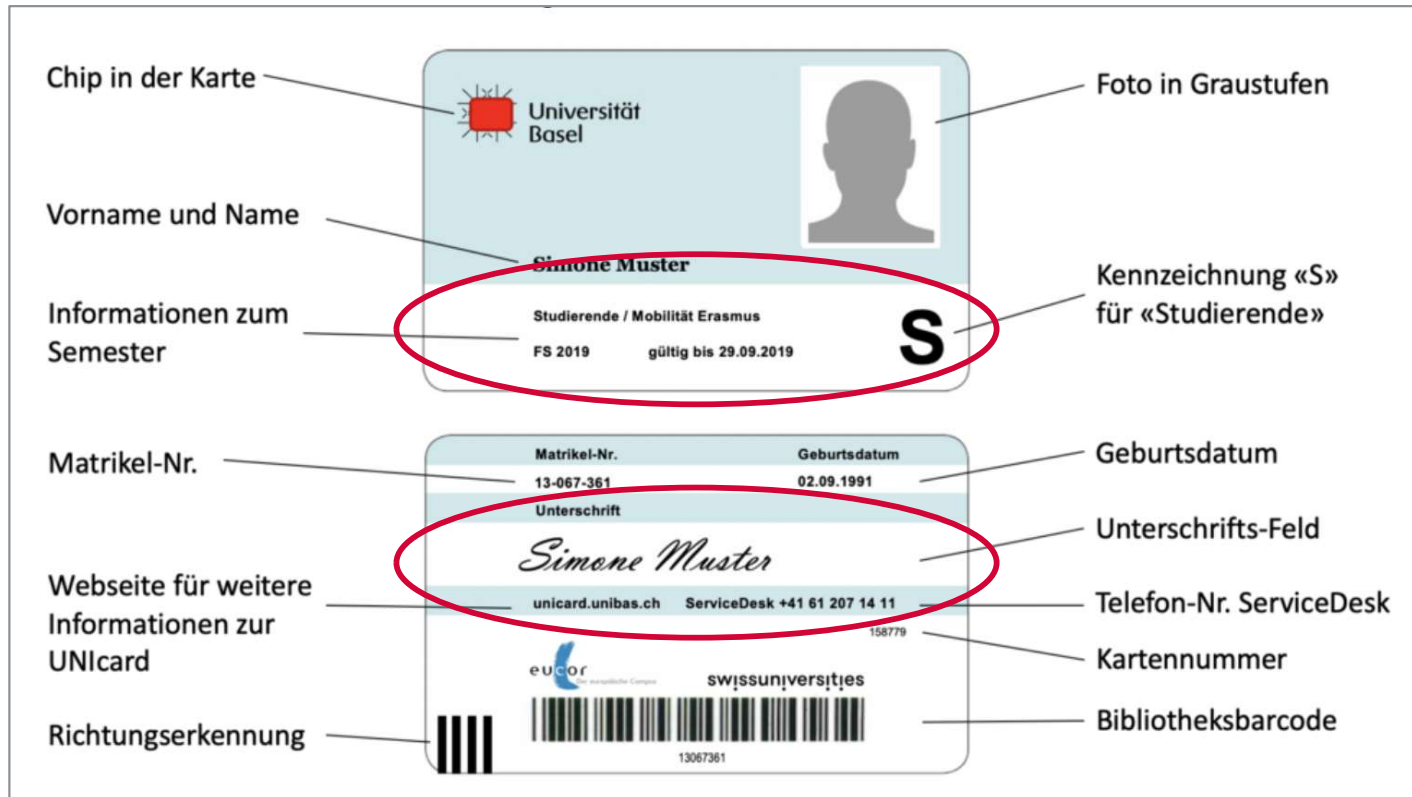 Chip in der Karte
Universität
Basel
Foto in Graustufen
Vorname und Name
Simone Muster
Informationen zum
Semester
Studierende / Mobilität Erasmus
FS 2019 gültig bis 29.09.2019
S
Kennzeichnung «S»
für «Studierende»
Matrikel-Nr.
Matrikel-Nr. Geburtsdatum
13-067-361 02.09.1991
Geburtsdatum
Unterschrift
Simone Muster
Unterschrifts-Feld
Webseite für weitere
Informationen zur
UNIcard
unicard.unibas.ch ServiceDesk +41 61 207 14 11
Telefon-Nr. ServiceDesk
158779
Kartennummer
eucor
Der europäische Campus
swissuniversities
Richtungserkennung
13067361
Bibliotheksbarcode